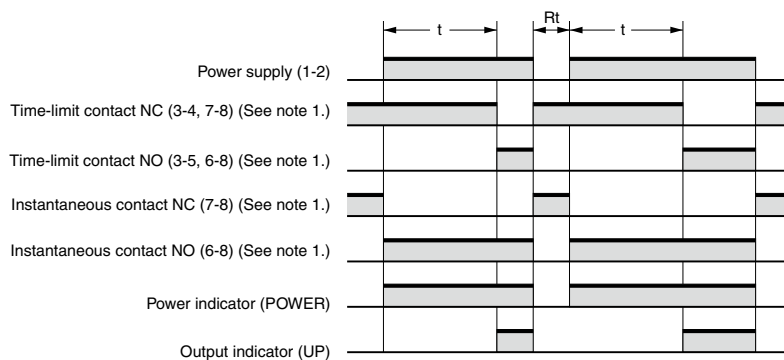 Rt
t
t
Power supply (1-2)
Time-limit contact NC (3-4, 7-8) (See note 1.)
Time-limit contact NO (3-5, 6-8) (See note 1.)
Instantaneous contact NC (7-8) (See note 1.)
Instantaneous contact NO (6-8) (See note 1.)
Power indicator (POWER)
Output indicator (UP)